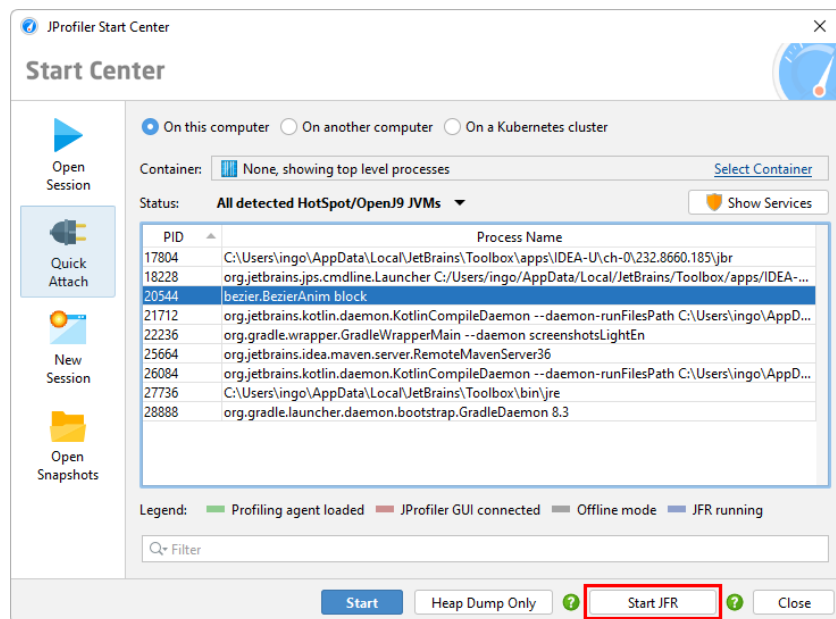 JProfiler Start Center
Start Center
Open Session
Quick Attach
New Session
Open Snapshots
On this computer On another computer On a Kubernetes cluster
Container: None, showing top level processes Select Container
Status: All detected HotSpot/OpenJ9 JVMs Show Services
PID Process Name
17804 C:\Users\ingo\AppData\Local\JetBrains\Toolbox\apps\IDEA-U\ch-0\232.8660.185\jbr
18228 org.jetbrains.jps.cmdline.Launcher C:/Users/ingo/AppData/Local/JetBrains/Toolbox/apps/IDEA-...
20544 bezier.BezierAnim block
21712 org.jetbrains.kotlin.daemon.KotlinCompileDaemon --daemon-runFilesPath C:\Users\ingo\AppD...
22236 org.gradle.wrapper.GradleWrapperMain --daemon screenshotsLightEn
25664 org.jetbrains.idea.maven.server.RemoteMavenServer36
26084 org.jetbrains.kotlin.daemon.KotlinCompileDaemon --daemon-runFilesPath C:\Users\ingo\AppD...
27736 C:\Users\ingo\AppData\Local\JetBrains\Toolbox\bin\jre
28888 org.gradle.launcher.daemon.bootstrap.GradleDaemon 8.3
Legend: Profiling agent loaded JProfiler GUI connected Offline mode JFR running
Filter
Start Heap Dump Only ? Start JFR ? Close